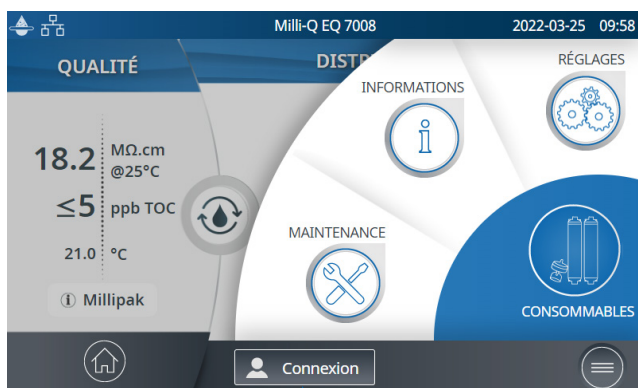 Milli-Q EQ 7008
2022-03-25 09:58
QUALITÉ
DIST
INFORMATIONS
RÉGLAGES
18.2 MΩ.cm
@25°C
≤5 ppb TOC
21.0 °C
MAINTENANCE
i Millipak
CONSOMMABLES
Connexion